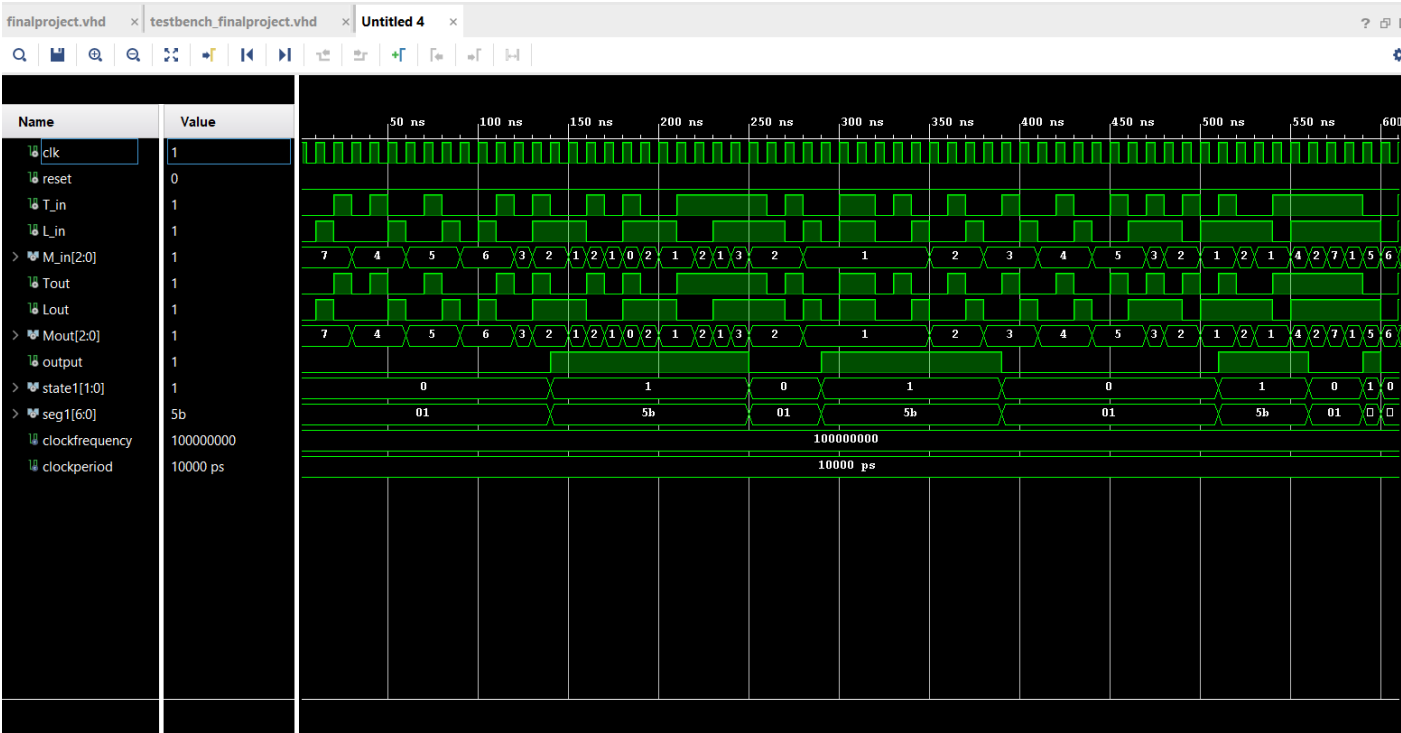 finalproject.vhd × testbench_finalproject.vhd × Untitled 4 × ?
50 ns 100 ns 150 ns 200 ns 250 ns 300 ns 350 ns 400 ns 450 ns 500 ns 550 ns 600
Name Value
clk 1
reset 0
T_in 1
L_in 1
> M_in[2:0] 1 7 4 5 6 3 2 1 2 1 0 2 1 2 1 3 2 1 2 3 4 5 3 2 1 2 1 4 2 7 1 5 6
Tout 1
Lout 1
> Mout[2:0] 1 7 4 5 6 3 2 1 2 1 0 2 1 2 1 3 2 1 2 3 4 5 3 2 1 2 1 4 2 7 1 5 6
output 1
> state1[1:0] 1 0 1 0 1 0 1 0 1 0
> seg1[6:0] 5b 01 5b 01 5b 01 5b 01
clockfrequency 100000000 100000000
clockperiod 10000 ps 10000 ps